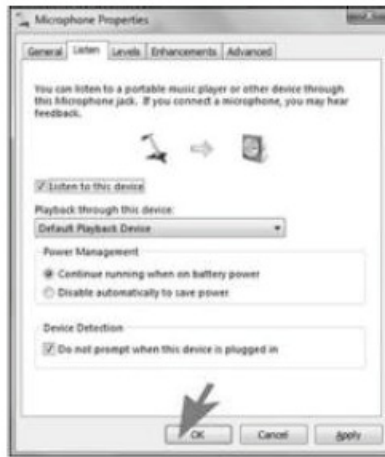 Microphone Properties
General Listen Levels Enhancements Advanced
You can listen to a portable music player or other device through
this Microphone jack. If you connect a microphone, you may hear
feedback.
Listen to this device
Playback through this device:
Default Playback Device
Power Management
Continue running when on battery power
Disable automatically to save power
Device Detection
Do not prompt when this device is plugged in
OK Cancel Apply